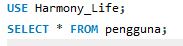 USE Harmony_Life;
SELECT * FROM pengguna;